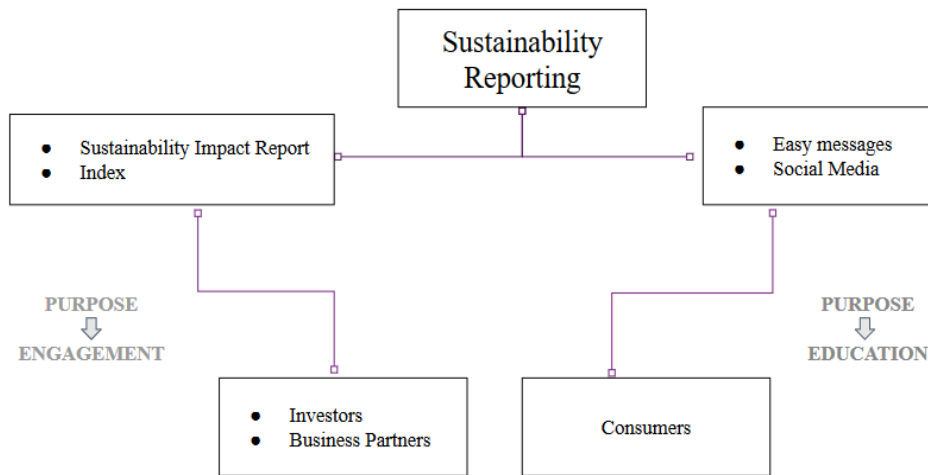 Sustainability
Reporting
● Sustainability Impact Report
● Index
● Easy messages
● Social Media
PURPOSE
ENGAGEMENT
PURPOSE
EDUCATION
● Investors
● Business Partners
Consumers